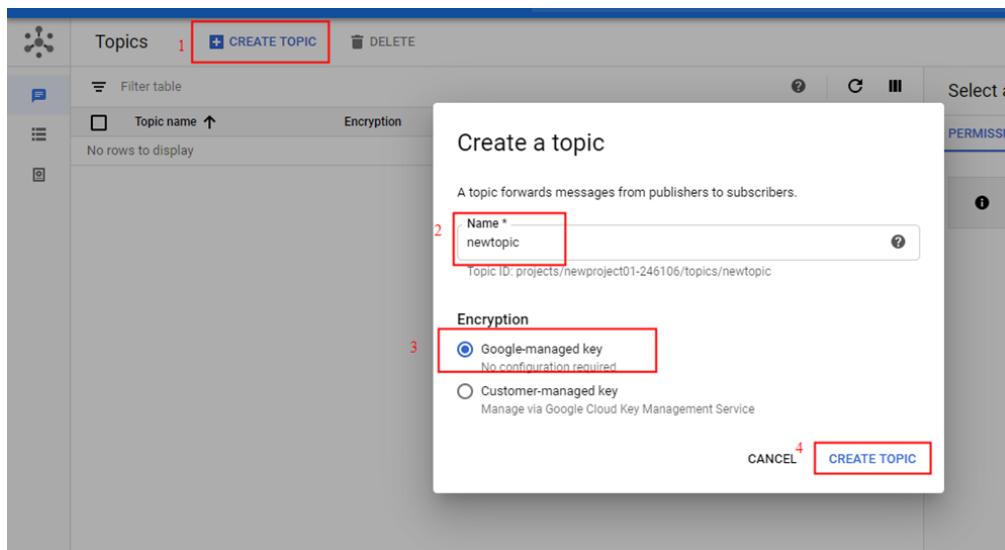 Topics 1 CREATE TOPIC DELETE
Filter table
Select
Topic name Encryption
No rows to display
Create a topic
A topic forwards messages from publishers to subscribers.
2 Name *
newtopic
Topic ID: projects/newproject01-246106/topics/newtopic
Encryption
3 Google-managed key
No configuration required
Customer-managed key
Manage via Google Cloud Key Management Service
CANCEL 4 CREATE TOPIC